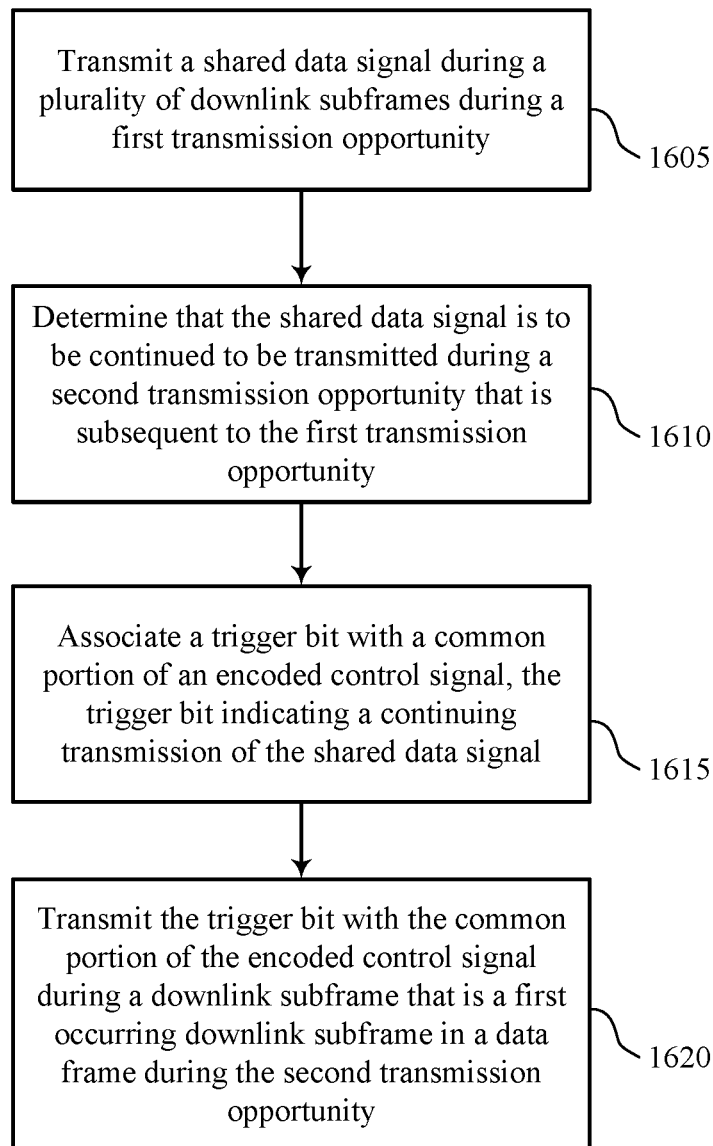 Transmit a shared data signal during a
plurality of downlink subframes during a
first transmission opportunity
1605
Determine that the shared data signal is to
be continued to be transmitted during a
second transmission opportunity that is
subsequent to the first transmission
opportunity
1610
Associate a trigger bit with a common
portion of an encoded control signal, the
trigger bit indicating a continuing
transmission of the shared data signal
1615
Transmit the trigger bit with the common
portion of the encoded control signal
during a downlink subframe that is a first
occurring downlink subframe in a data
frame during the second transmission
opportunity
1620